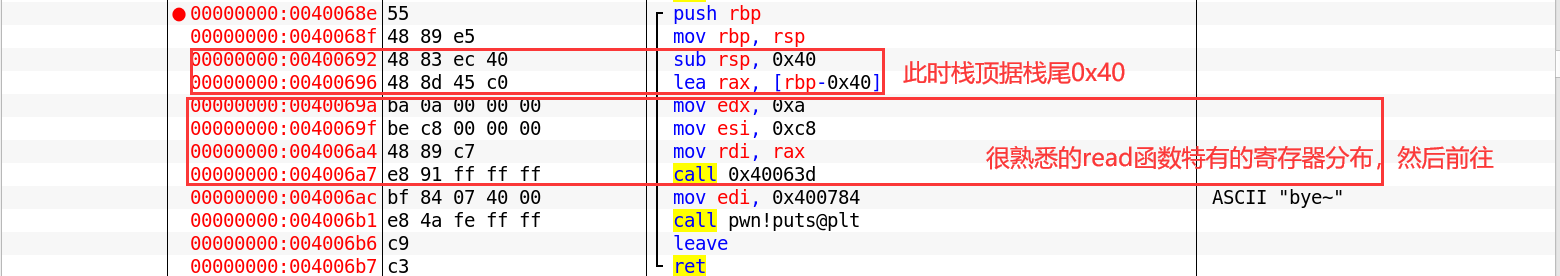 00000000:0040068e 55 push rbp
00000000:0040068f 48 89 e5 mov rbp, rsp
00000000:00400692 48 83 ec 40 sub rsp, 0x40 此时栈顶据栈尾0x40
00000000:00400696 48 8d 45 c0 lea rax, [rbp-0x40]
00000000:0040069a ba 0a 00 00 00 mov edx, 0xa
00000000:0040069f be c8 00 00 00 mov esi, 0xc8
00000000:004006a4 48 89 c7 mov rdi, rax 很熟悉的read函数特有的寄存器分布，然后前往
00000000:004006a7 e8 91 ff ff ff call 0x40063d
00000000:004006ac bf 84 07 40 00 mov edi, 0x400784 ASCII "bye~"
00000000:004006b1 e8 4a fe ff ff call pwn!puts@plt
00000000:004006b6 c9 leave
00000000:004006b7 c3 ret